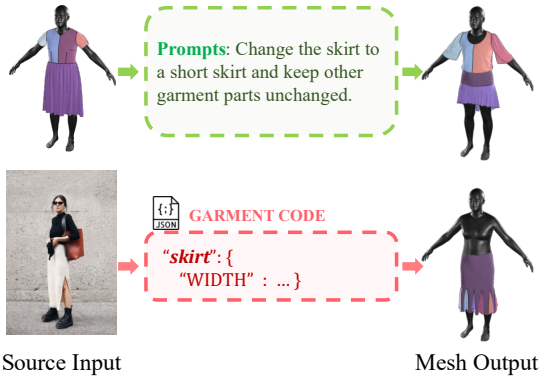 Prompts: Change the skirt to
a short skirt and keep other
garment parts unchanged.
{:}
JSON
GARMENT CODE
“skirt”: {
“WIDTH” : ... }
Source Input
Mesh Output